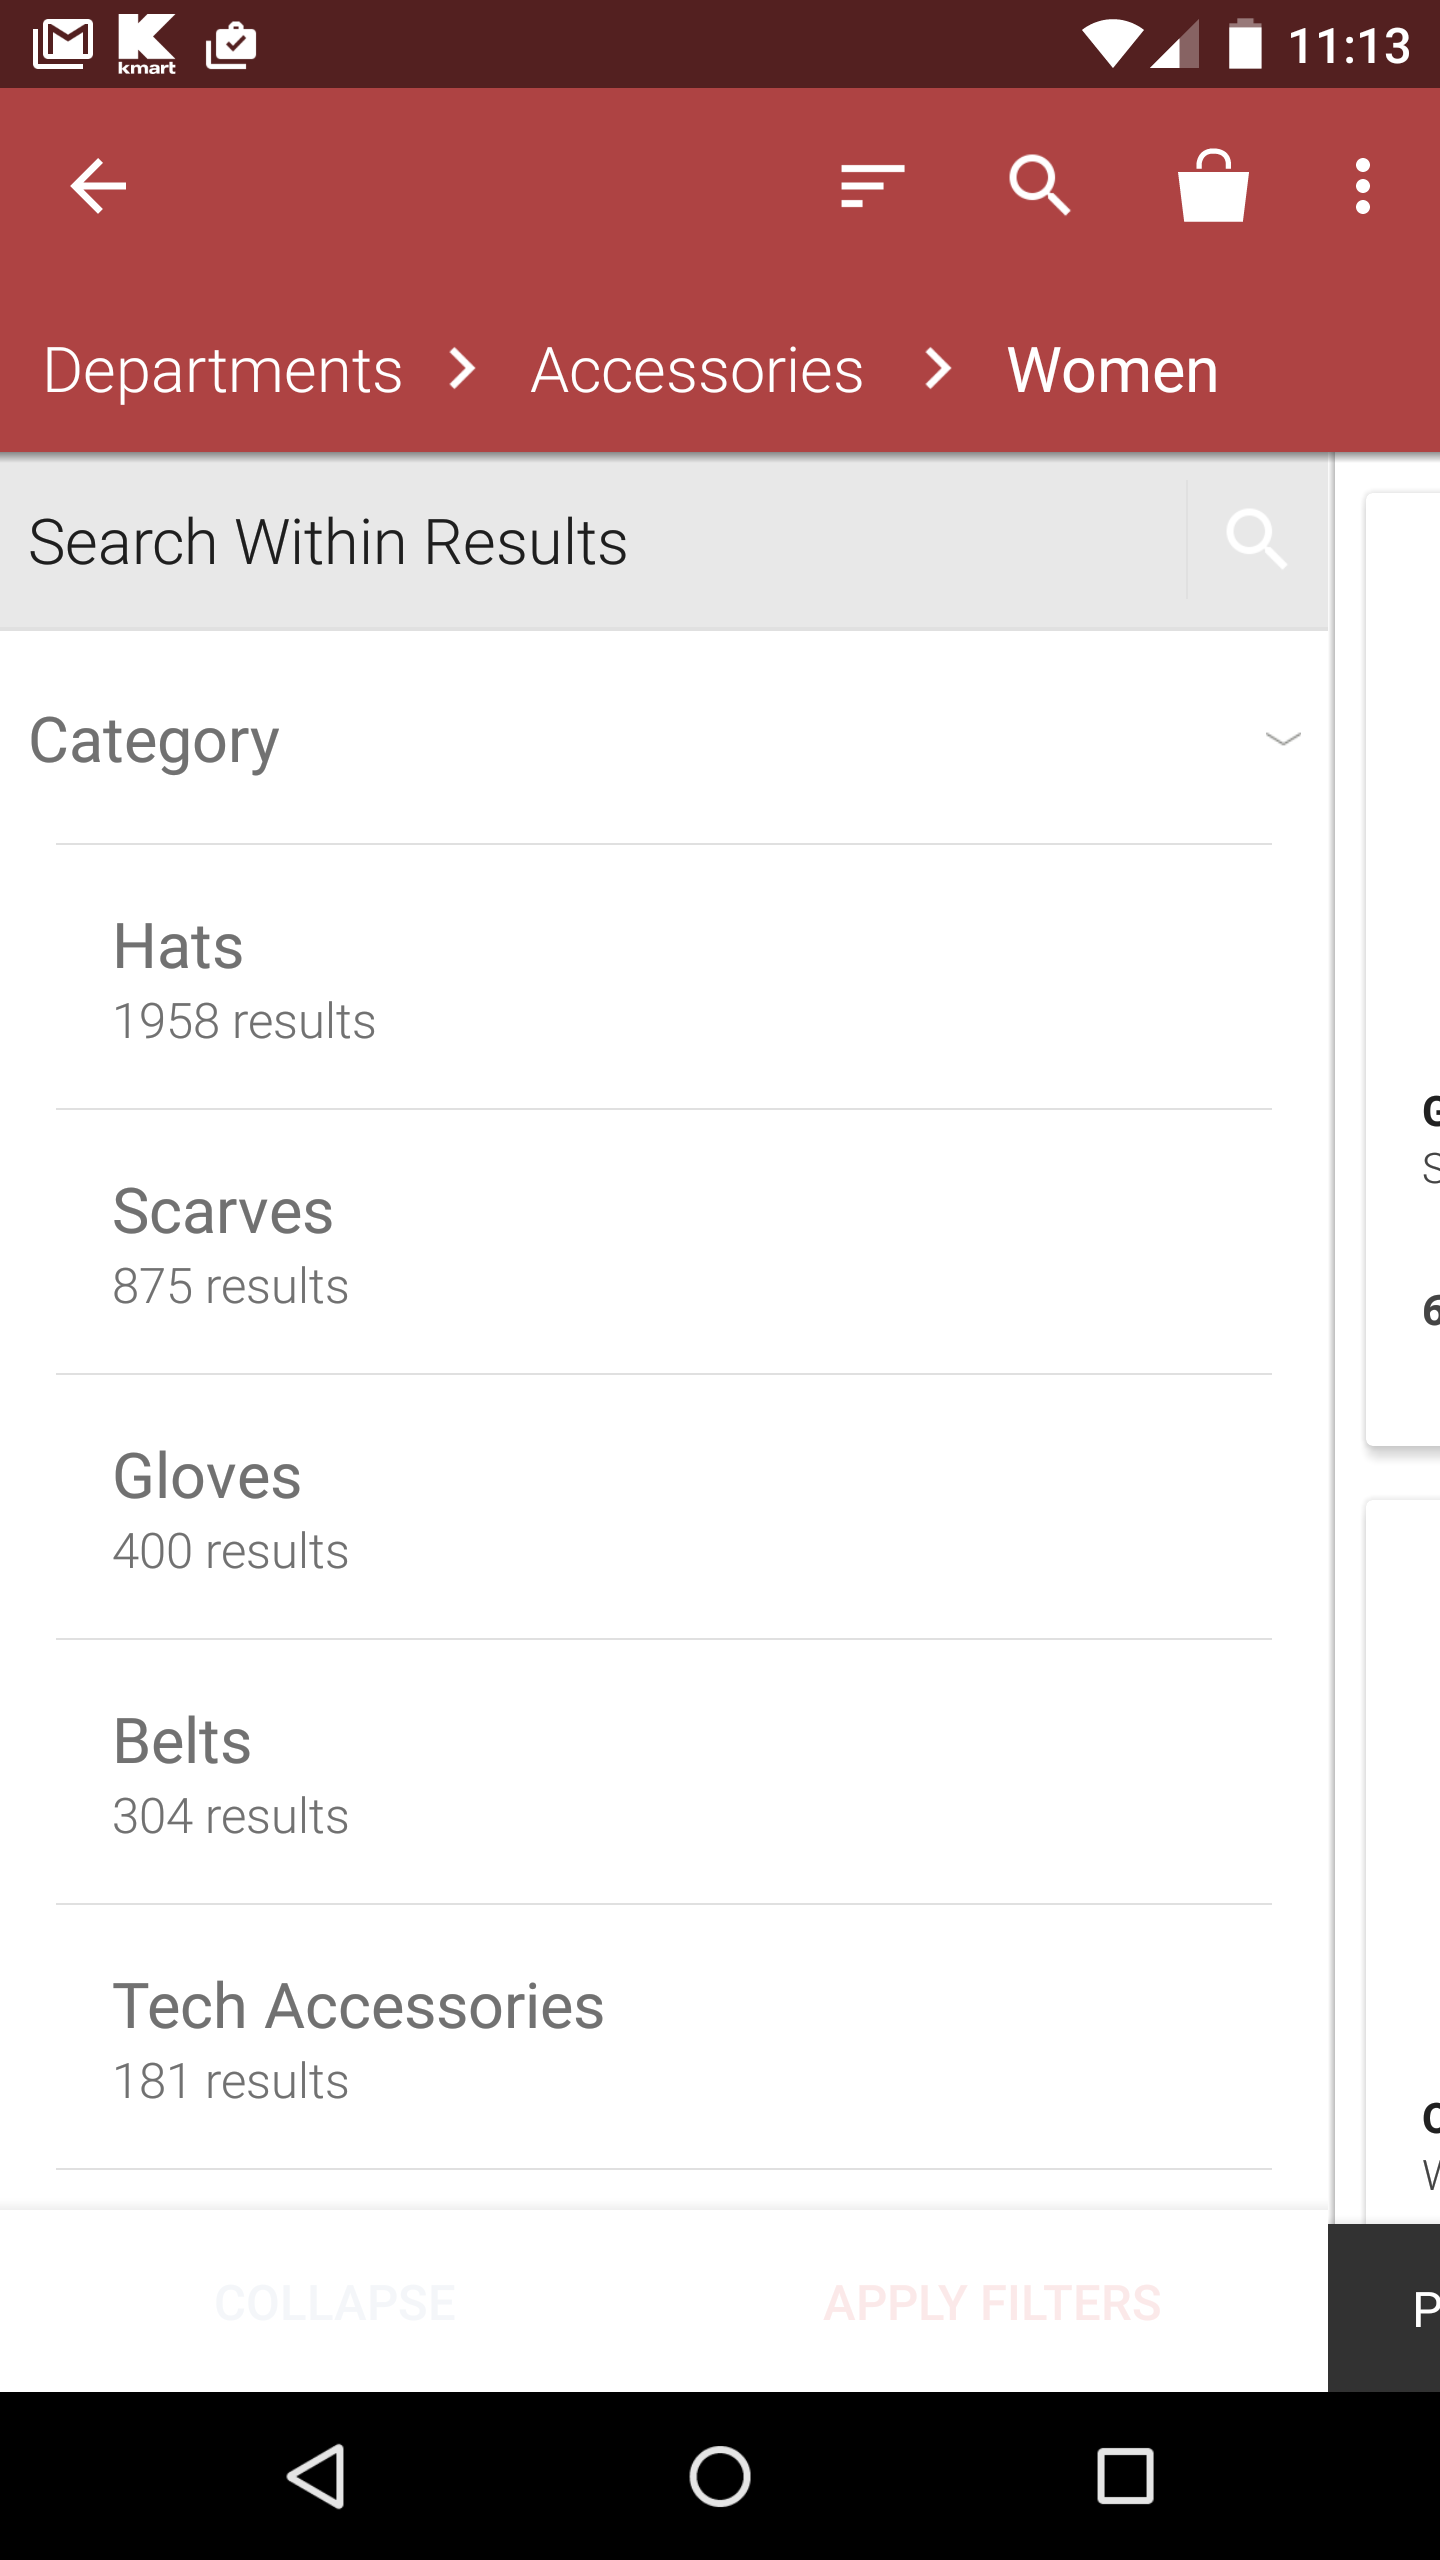 kmart
11:13
Departments Accessories Women
Search Within Results
Category
Hats
1958 results
Scarves
875 results
Gloves
400 results
Belts
304 results
Tech Accessories
181 results
COLLAPSE APPLY FILTERS